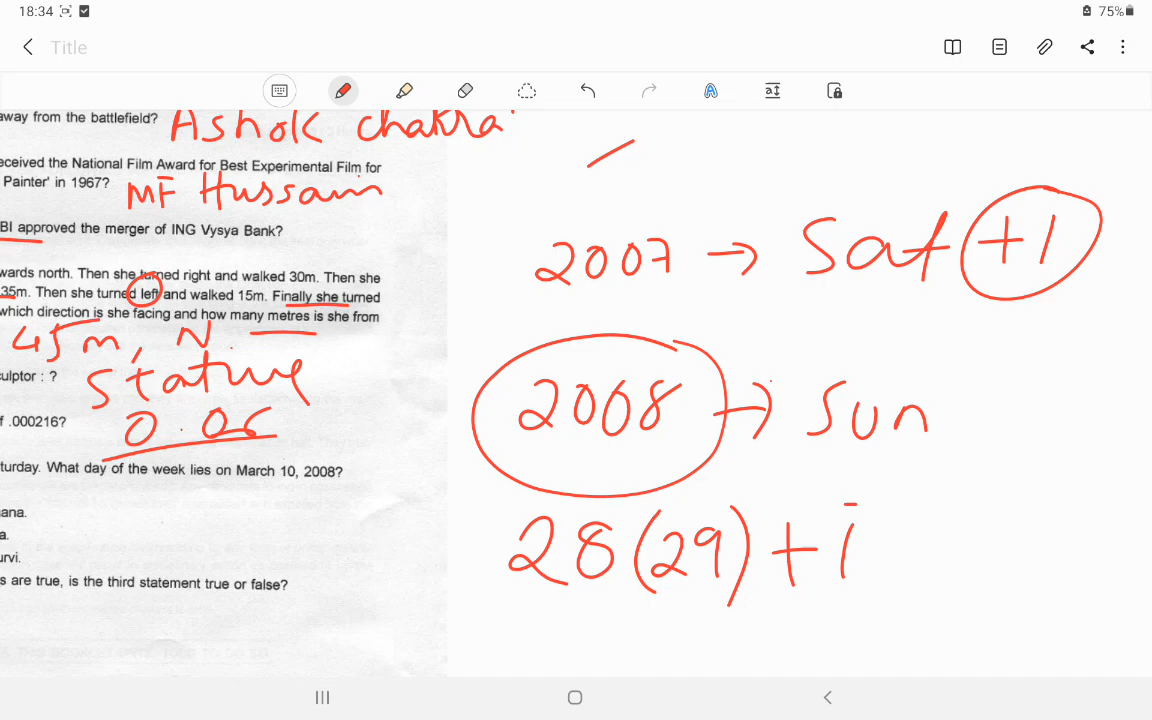 18:34
75%
Title
away from the battlefield? Ashok chakra
eceived the National Film Award for Best Experimental Film for
Painter' in 1967? MF Hussain
BI approved the merger of ING Vysya Bank?
wards north. Then she turned right and walked 30m. Then she
35m. Then she turned left and walked 15m. Finally she turned
which direction is she facing and how many metres is she from
45m, N
culptor : ? Statue
f .000216? 0.06
turday. What day of the week lies on March 10, 2008?
ana.
a.
urvi.
s are true, is the third statement true or false?
2007 → Sat +1
2008 → Sun
28(29)+1